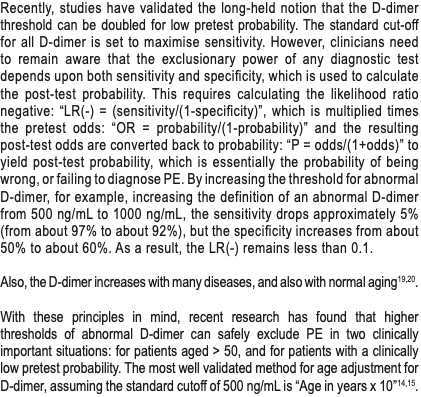 Recently, studies have validated the long-held notion that the D-dimer
threshold can be doubled for low pretest probability. The standard cut-off
for all D-dimer is set to maximise sensitivity. However, clinicians need
to remain aware that the exclusionary power of any diagnostic test
depends upon both sensitivity and specificity, which is used to calculate
the post-test probability. This requires calculating the likelihood ratio
negative: “LR(-) = (sensitivity/(1-specificity)”, which is multiplied times
the pretest odds: “OR = probability/(1-probability)” and the resulting
post-test odds are converted back to probability: “P = odds/(1+odds)” to
yield post-test probability, which is essentially the probability of being
wrong, or failing to diagnose PE. By increasing the threshold for abnormal
D-dimer, for example, increasing the definition of an abnormal D-dimer
from 500 ng/mL to 1000 ng/mL, the sensitivity drops approximately 5%
(from about 97% to about 92%), but the specificity increases from about
50% to about 60%. As a result, the LR(-) remains less than 0.1.
Also, the D-dimer increases with many diseases, and also with normal aging19,20.
With these principles in mind, recent research has found that higher
thresholds of abnormal D-dimer can safely exclude PE in two clinically
important situations: for patients aged > 50, and for patients with a clinically
low pretest probability. The most well validated method for age adjustment for
D-dimer, assuming the standard cutoff of 500 ng/mL is “Age in years x 10”14,15.